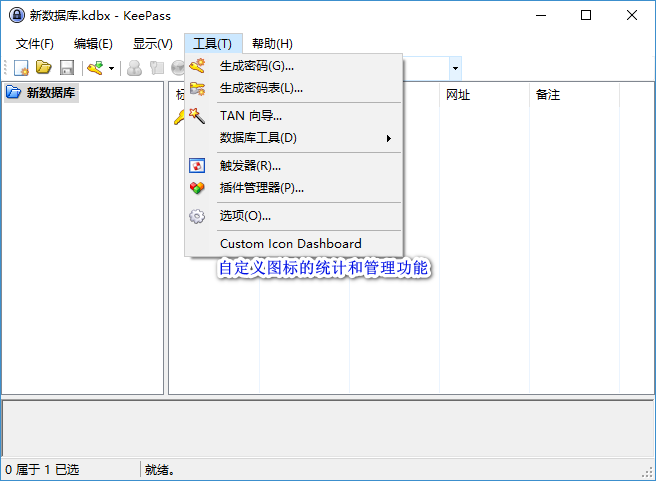 新数据库.kdbx - KeePass
文件(F) 编辑(E) 显示(V) 工具(T) 帮助(H)
新数据库
生成密码(G)...
生成密码表(L)...
TAN 向导...
数据库工具(D)
触发器(R)...
插件管理器(P)...
选项(O)...
Custom Icon Dashboard
自定义图标的统计和管理功能
网址 备注
0 属于 1 已选 就绪。